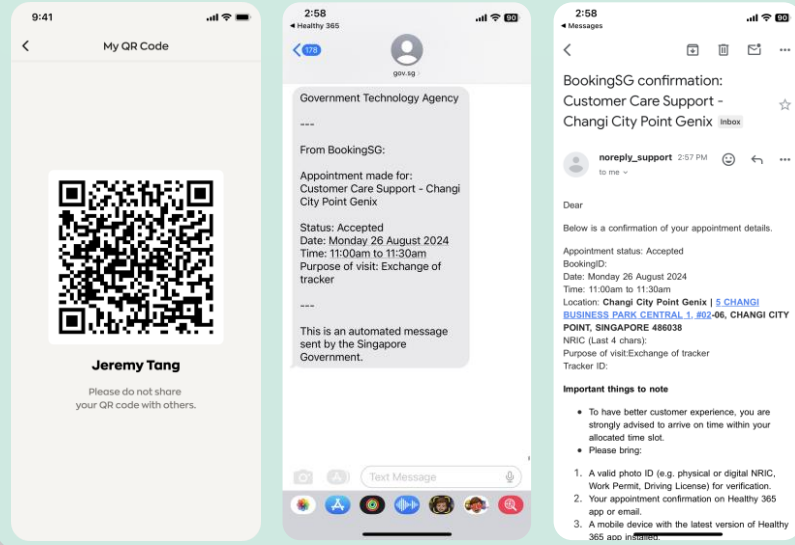 9:41
My QR Code
Jeremy Tang
Please do not share
your QR code with others.
2:58
90
◀ Healthy 365
178
gov.sg
Government Technology Agency
---
From BookingSG:
Appointment made for:
Customer Care Support - Changi
City Point Genix
Status: Accepted
Date: Monday 26 August 2024
Time: 11:00am to 11:30am
Purpose of visit: Exchange of
tracker
---
This is an automated message
sent by the Singapore
Government.
Text Message
2:58
90
◀ Messages
BookingSG confirmation:
Customer Care Support -
Changi City Point Genix Inbox
noreply_support 2:57 PM
to me
Dear
Below is a confirmation of your appointment details.
Appointment status: Accepted
BookingID:
Date: Monday 26 August 2024
Time: 11:00am to 11:30am
Location: Changi City Point Genix | 5 CHANGI
BUSINESS PARK CENTRAL 1, #02-06, CHANGI CITY
POINT, SINGAPORE 486038
NRIC (Last 4 chars):
Purpose of visit:Exchange of tracker
Tracker ID:
Important things to note
• To have better customer experience, you are
strongly advised to arrive on time within your
allocated time slot.
• Please bring:
1. A valid photo ID (e.g. physical or digital NRIC,
Work Permit, Driving License) for verification.
2. Your appointment confirmation on Healthy 365
app or email.
3. A mobile device with the latest version of Healthy
365 app installed.